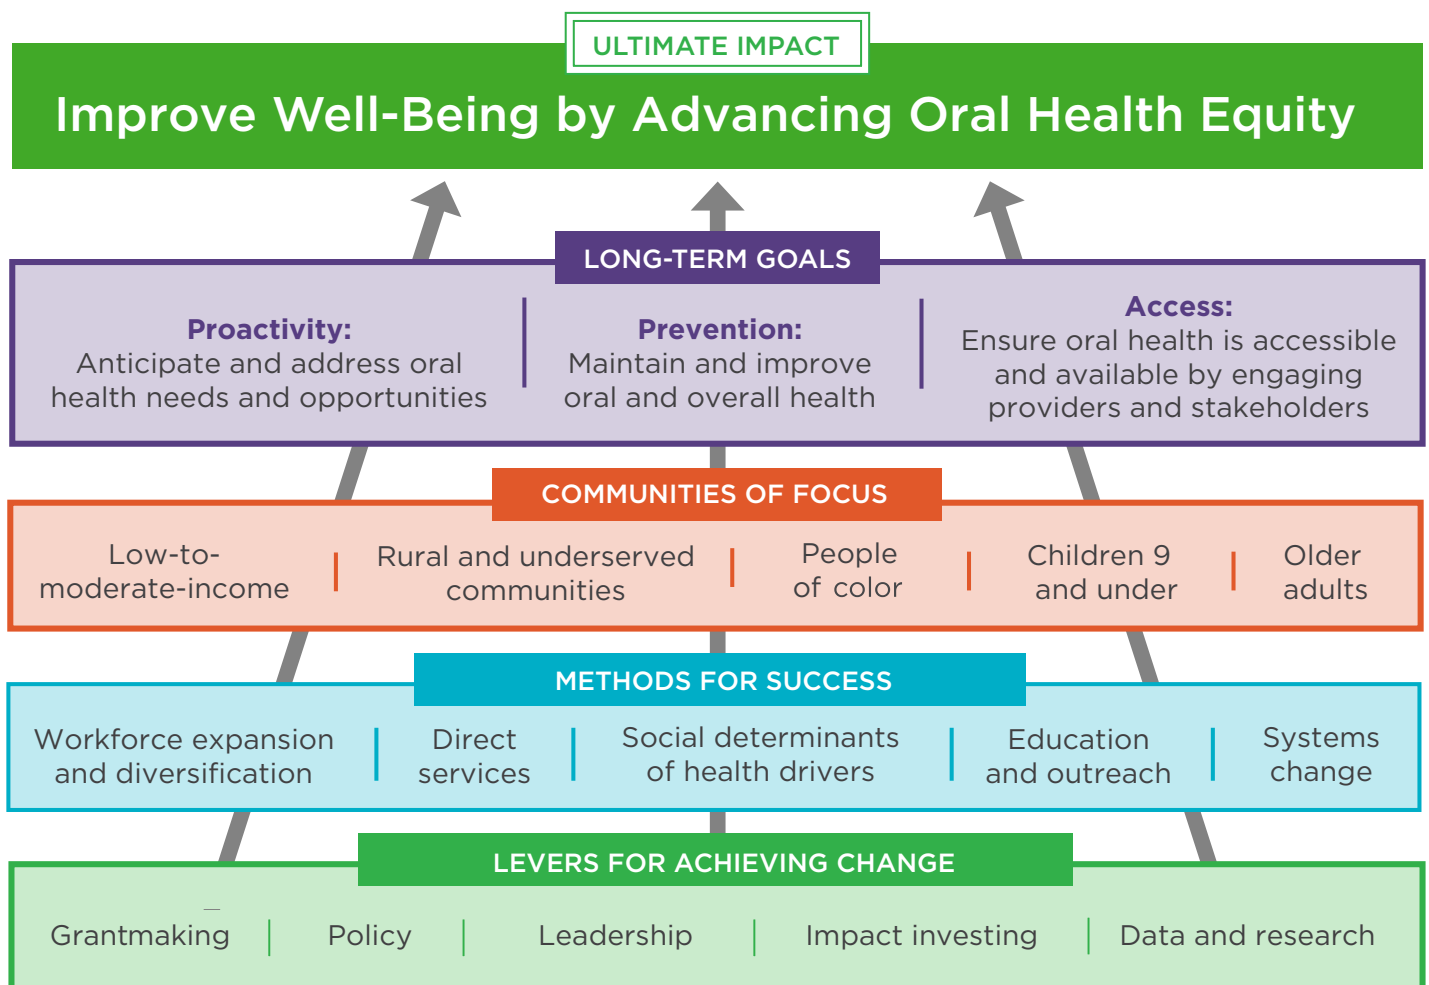 ULTIMATE IMPACT
Improve Well-Being by Advancing Oral Health Equity
LONG-TERM GOALS
Proactivity:
Anticipate and address oral
health needs and opportunities
Prevention:
Maintain and improve
oral and overall health
Access:
Ensure oral health is accessible
and available by engaging
providers and stakeholders
COMMUNITIES OF FOCUS
Low-to-
moderate-income
Rural and underserved
communities
People
of color
Children 9
and under
Older
adults
METHODS FOR SUCCESS
Workforce expansion
and diversification
Direct
services
Social determinants
of health drivers
Education
and outreach
Systems
change
LEVERS FOR ACHIEVING CHANGE
Grantmaking
Policy
Leadership
Impact investing
Data and research